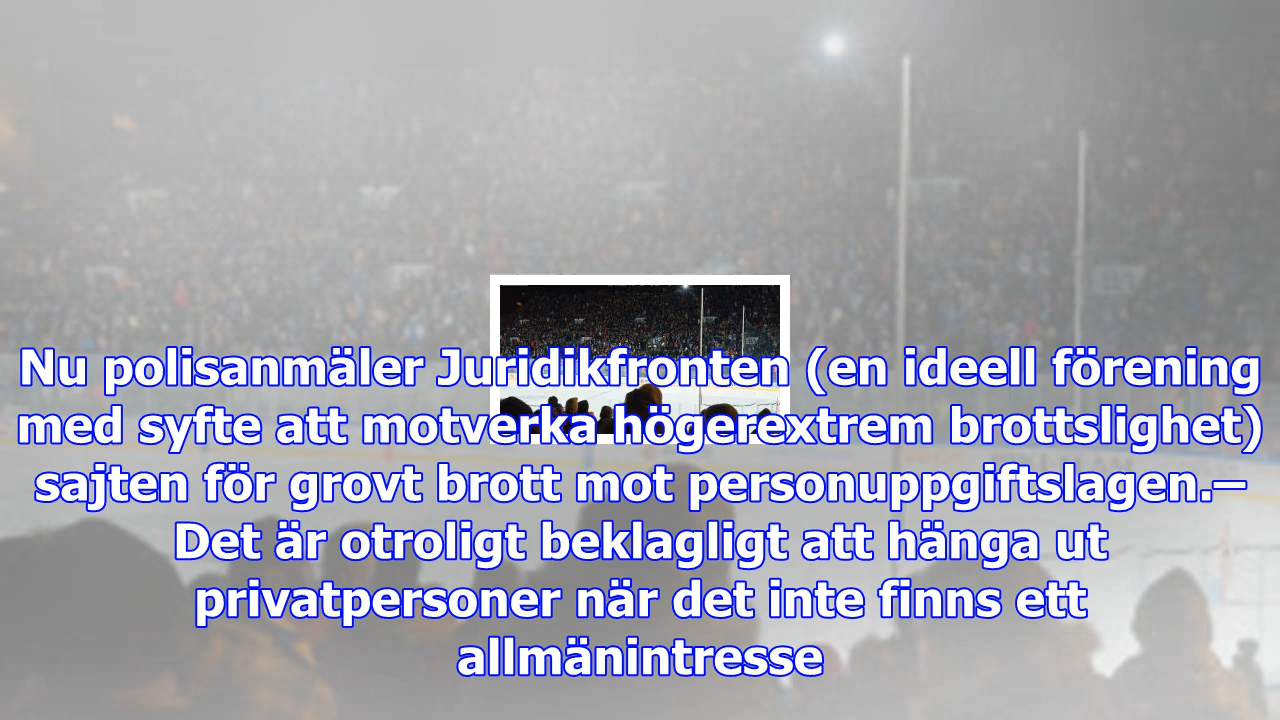 Nu polisanmäler Juridikfronten (en ideell förening
med syfte att motverka högerextrem brottslighet)
sajten för grovt brott mot personuppgiftslagen.–
Det är otroligt beklagligt att hänga ut
privatpersoner när det inte finns ett
allmänintresse